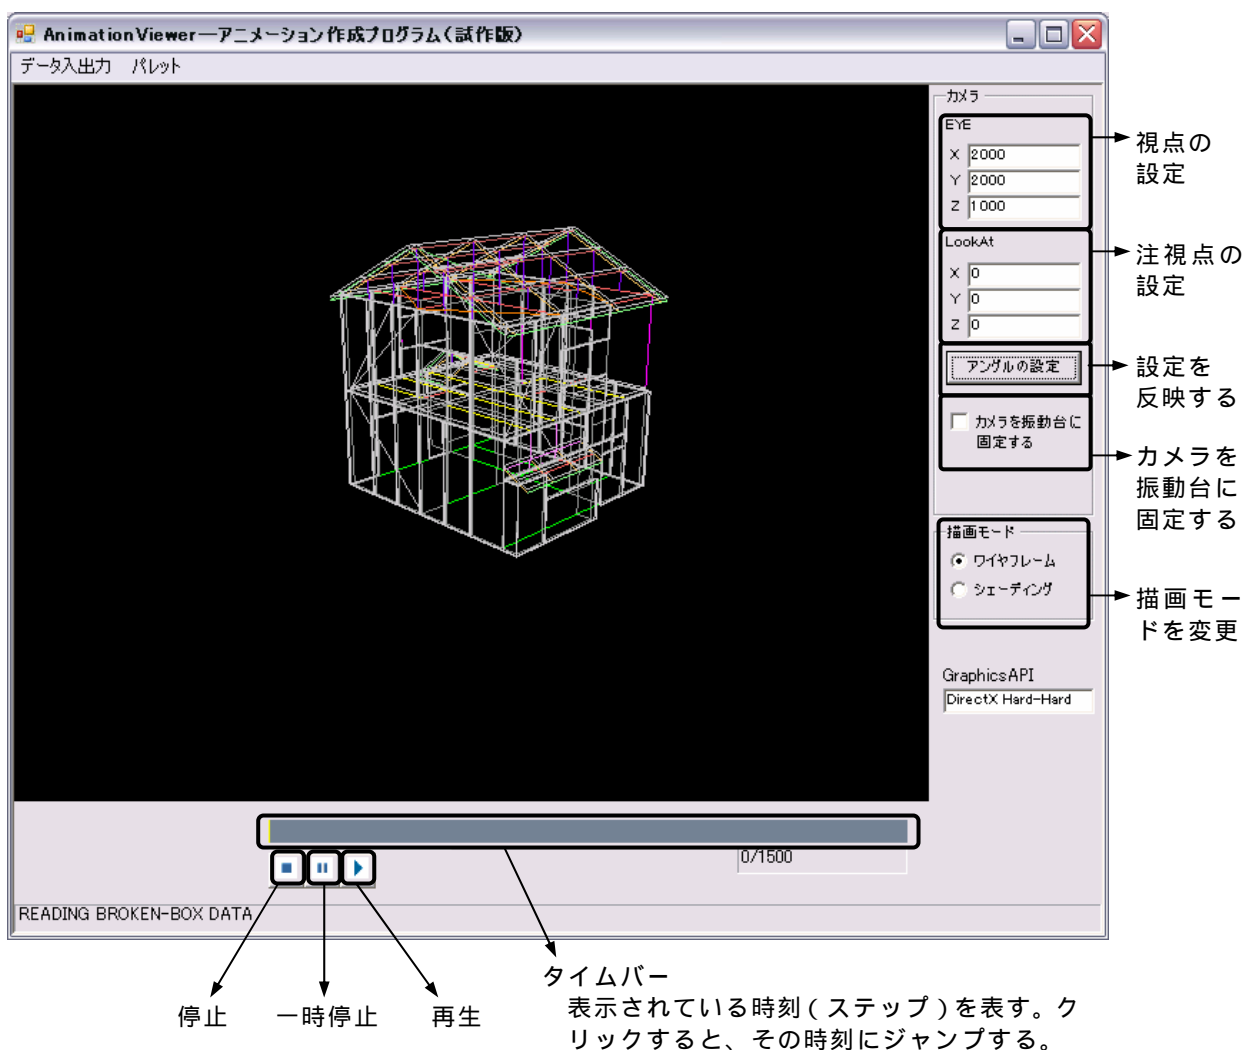 AnimationViewer―アニメーション作成プログラム(試作版)
データ入出力 パレット
カメラ
EYE
X 2000
Y 2000
Z 1000
視点の
設定
LookAt
X 0
Y 0
Z 0
注視点の
設定
アングルの設定
設定を
反映する
カメラを振動台に
固定する
カメラを
振動台に
固定する
描画モード
ワイヤフレーム
シェーディング
描画モー
ドを変更
GraphicsAPI
DirectX Hard-Hard
0/1500
READING BROKEN-BOX DATA
停止 一時停止 再生
タイムバー
表示されている時刻(ステップ)を表す。ク
リックすると、その時刻にジャンプする。